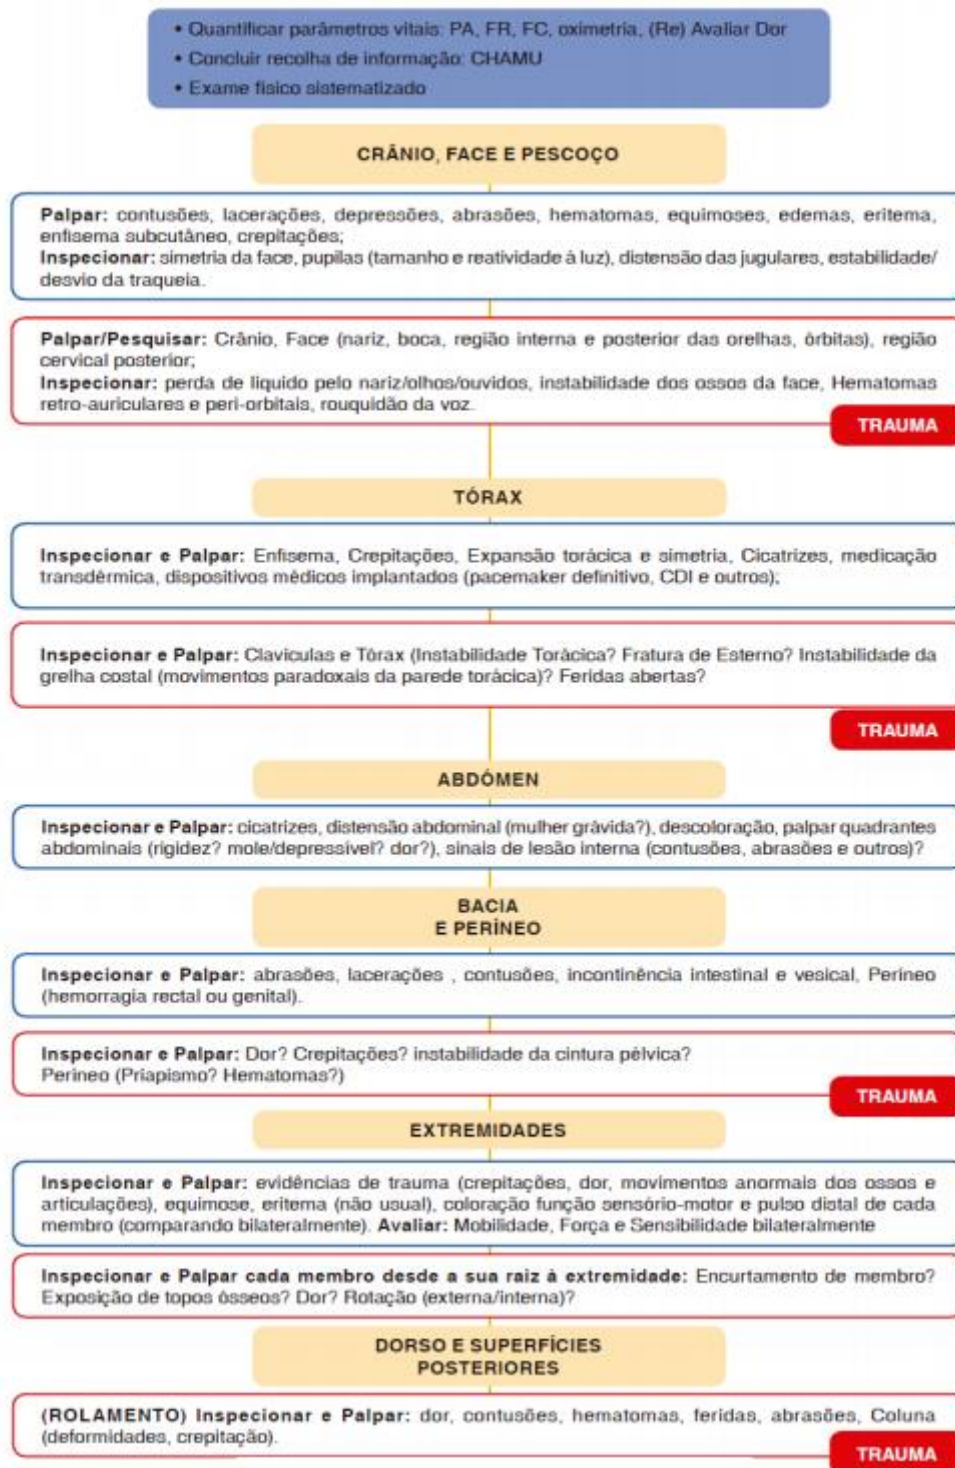 • Quantificar parâmetros vitais: PA, FR, FC, oximetria, (Re) Avaliar Dor
• Concluir recolha de informação: CHAMU
• Exame físico sistematizado
CRÂNIO, FACE E PESCOÇO
Palpar: contusões, lacerações, depressões, abrasões, hematomas, equimoses, edemas, eritema,
enfisema subcutâneo, crepitações;
Inspecionar: simetria da face, pupilas (tamanho e reatividade à luz), distensão das jugulares, estabilidade/
desvio da traqueia.
Palpar/Pesquisar: Crânio, Face (nariz, boca, região interna e posterior das orelhas, órbitas), região
cervical posterior;
Inspecionar: perda de liquido pelo nariz/olhos/ouvidos, instabilidade dos ossos da face, Hematomas
retro-auriculares e peri-orbitais, rouquidão da voz.
TRAUMA
TÓRAX
Inspecionar e Palpar: Enfisema, Crepitações, Expansão torácica e simetria, Cicatrizes, medicação
transdérmica, dispositivos médicos implantados (pacemaker definitivo, CDI e outros);
Inspecionar e Palpar: Claviculas e Tórax (Instabilidade Torácica? Fratura de Esterno? Instabilidade da
grelha costal (movimentos paradoxais da parede torácica)? Feridas abertas?
TRAUMA
ABDÓMEN
Inspecionar e Palpar: cicatrizes, distensão abdominal (mulher grávida?), descoloração, palpar quadrantes
abdominais (rigidez? mole/depressível? dor?), sinais de lesão interna (contusões, abrasões e outros)?
BACIA
E PERÍNEO
Inspecionar e Palpar: abrasões, lacerações , contusões, incontinência intestinal e vesical, Períneo
(hemorragia rectal ou genital).
Inspecionar e Palpar: Dor? Crepitações? instabilidade da cintura pélvica?
Perineo (Priapismo? Hematomas?)
TRAUMA
EXTREMIDADES
Inspecionar e Palpar: evidências de trauma (crepitações, dor, movimentos anormais dos ossos e
articulações), equimose, eritema (não usual), coloração função sensório-motor e pulso distal de cada
membro (comparando bilateralmente). Avaliar: Mobilidade, Força e Sensibilidade bilateralmente
Inspecionar e Palpar cada membro desde a sua raiz à extremidade: Encurtamento de membro?
Exposição de topos ósseos? Dor? Rotação (externa/interna)?
DORSO E SUPERFÍCIES
POSTERIORES
(ROLAMENTO) Inspecionar e Palpar: dor, contusões, hematomas, feridas, abrasões, Coluna
(deformidades, crepitação).
TRAUMA